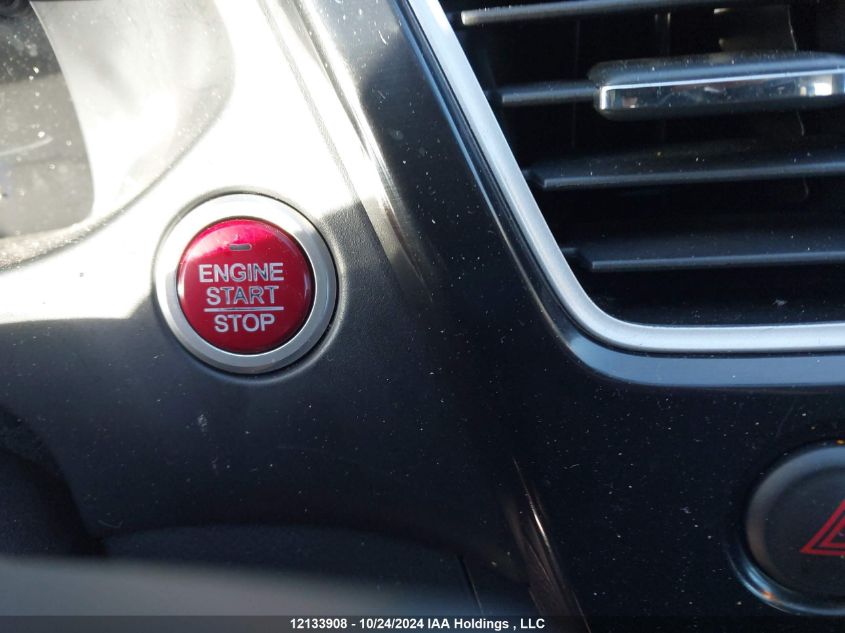 ENGINE
START
STOP
12133908 - 10/24/2024 IAA Holdings , LLC